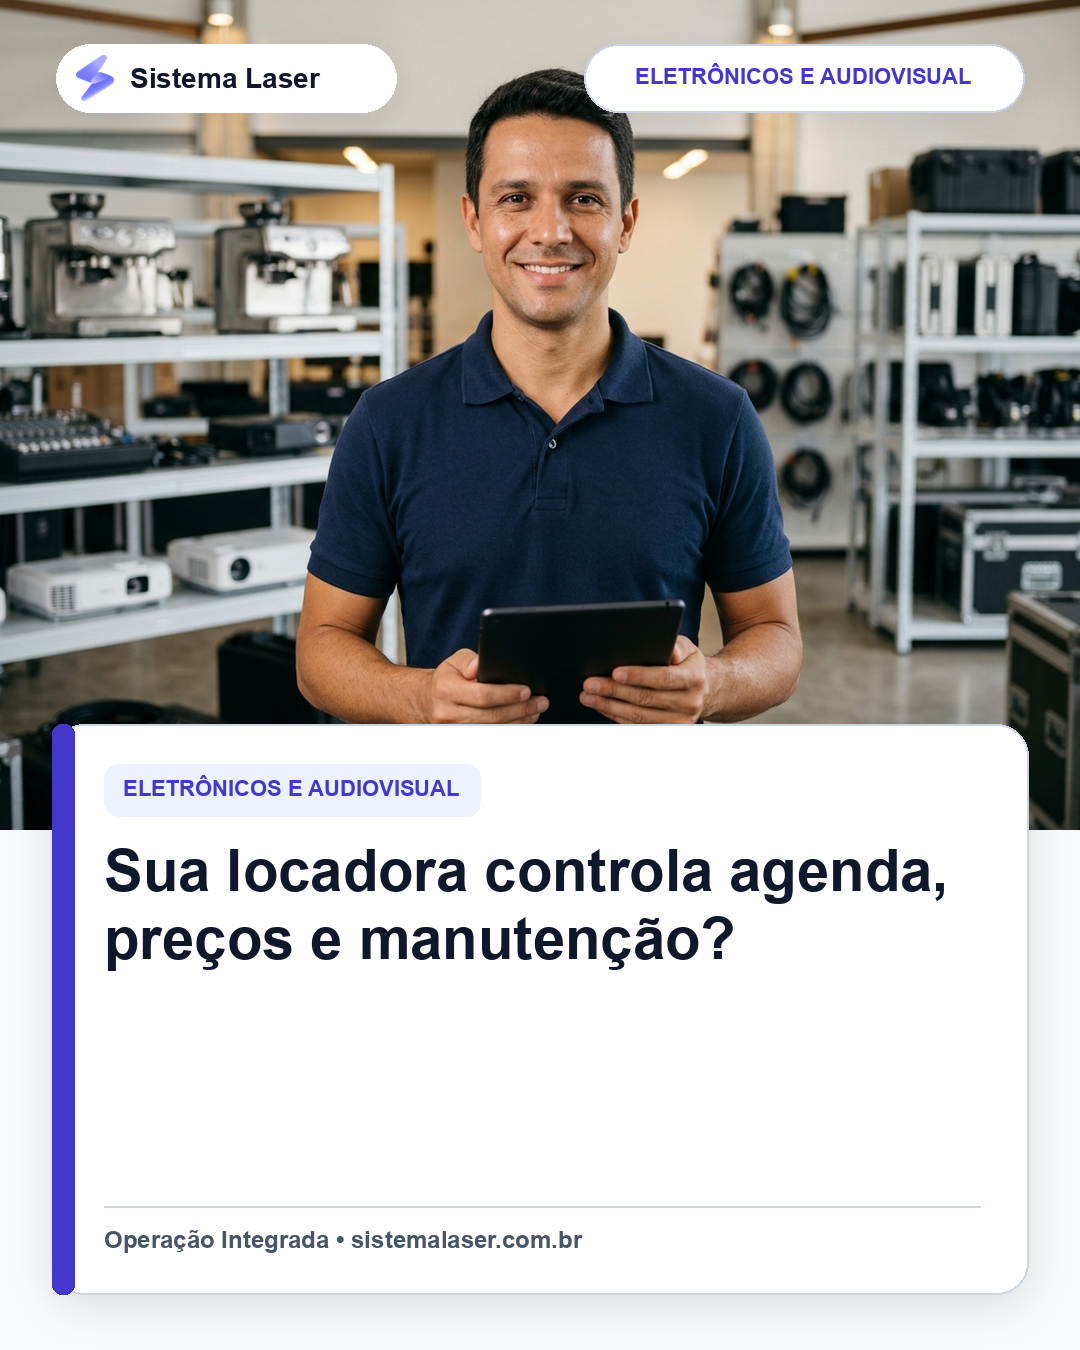 Sistema Laser
ELETRÔNICOS E AUDIOVISUAL
ELETRÔNICOS E AUDIOVISUAL
Sua locadora controla agenda,
preços e manutenção?
Operação Integrada • sistemalaser.com.br